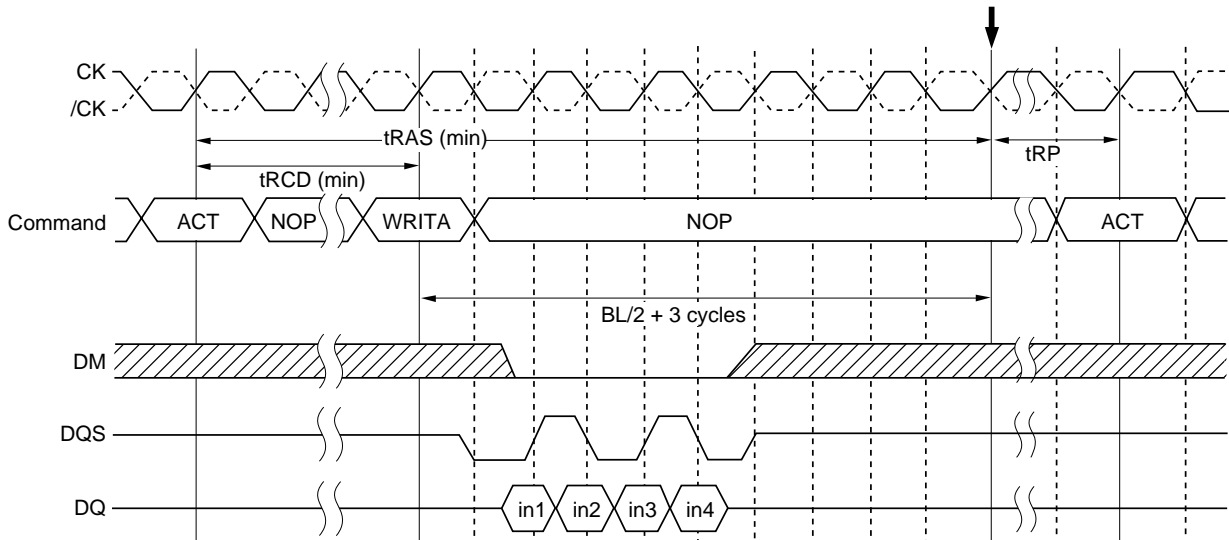 CK
/CK
tRAS (min)
tRP
tRCD (min)
Command ACT NOP WRITA NOP ACT
BL/2 + 3 cycles
DM
DQS
DQ in1 in2 in3 in4